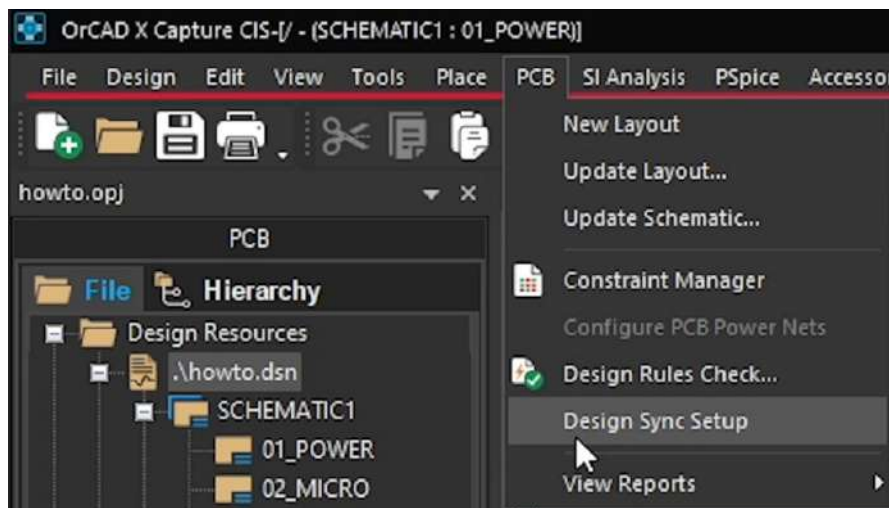 OrCAD X Capture CIS-[/ - (SCHEMATIC1 : 01_POWER)]
File Design Edit View Tools Place PCB SI Analysis PSpice Accesso
howto.opj
PCB
File Hierarchy
Design Resources
.\howto.dsn
SCHEMATIC1
01_POWER
02_MICRO
New Layout
Update Layout...
Update Schematic...
Constraint Manager
Configure PCB Power Nets
Design Rules Check...
Design Sync Setup
View Reports